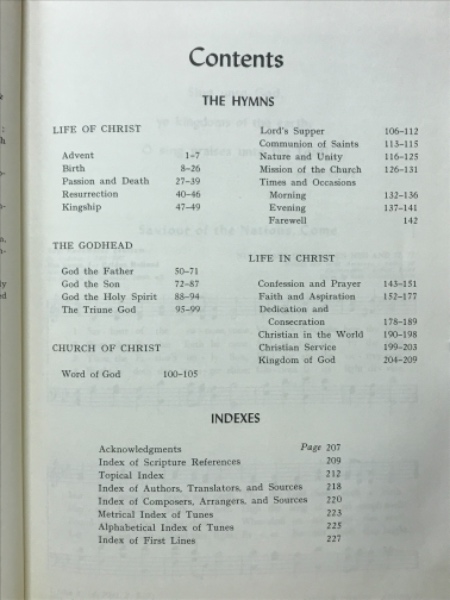 Contents
THE HYMNS
LIFE OF CHRIST
Advent 1–7
Birth 8–26
Passion and Death 27–39
Resurrection 40–46
Kingship 47–49
THE GODHEAD
God the Father 50–71
God the Son 72–87
God the Holy Spirit 88–94
The Triune God 95–99
CHURCH OF CHRIST
Word of God 100–105
Lord's Supper 106–112
Communion of Saints 113–115
Nature and Unity 116–125
Mission of the Church 126–131
Times and Occasions
Morning 132–136
Evening 137–141
Farewell 142
LIFE IN CHRIST
Confession and Prayer 143–151
Faith and Aspiration 152–177
Dedication and
Consecration 178–189
Christian in the World 190–198
Christian Service 199–203
Kingdom of God 204–209
INDEXES
Acknowledgments Page 207
Index of Scripture References 209
Topical Index 212
Index of Authors, Translators, and Sources 218
Index of Composers, Arrangers, and Sources 220
Metrical Index of Tunes 223
Alphabetical Index of Tunes 225
Index of First Lines 227